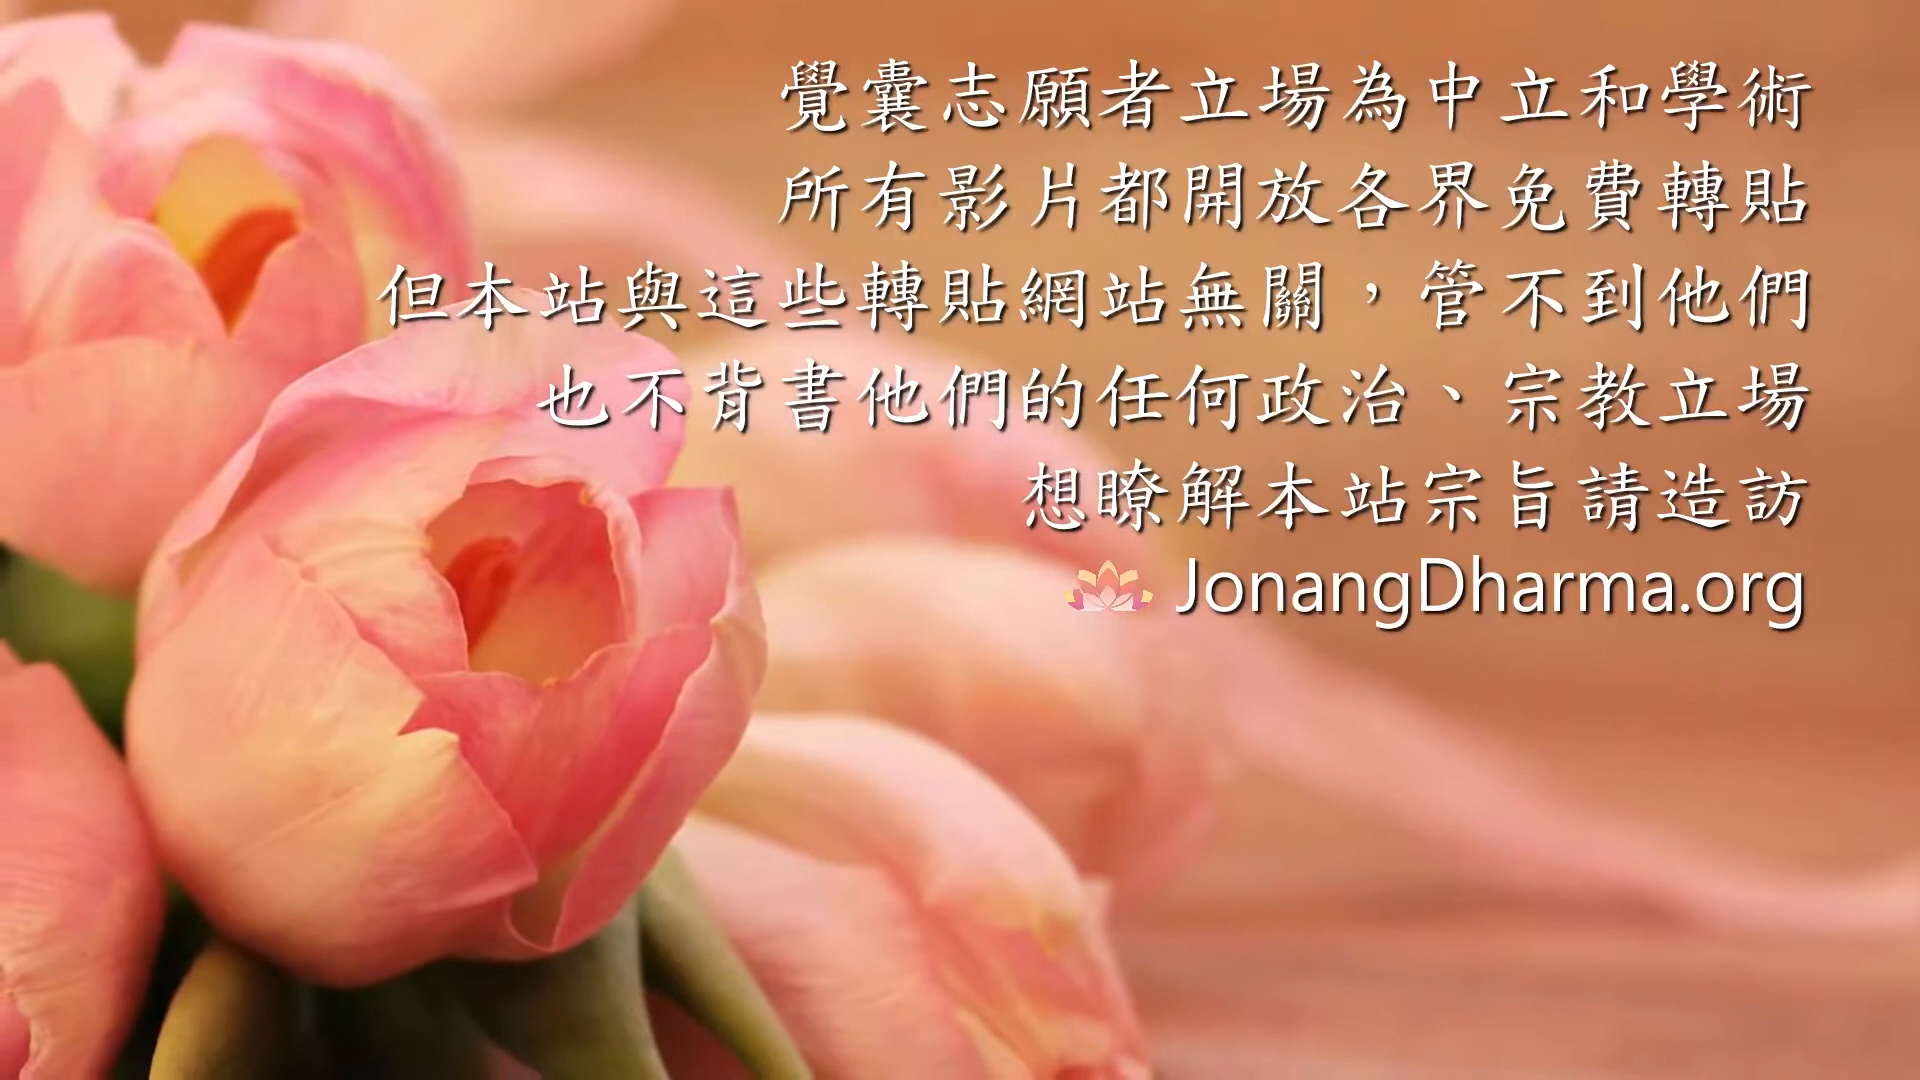 覺囊志願者立場為中立和學術
所有影片都開放各界免費轉貼
但本站與這些轉貼網站無關，管不到他們
也不背書他們的任何政治、宗教立場
想瞭解本站宗旨請造訪
JonangDharma.org